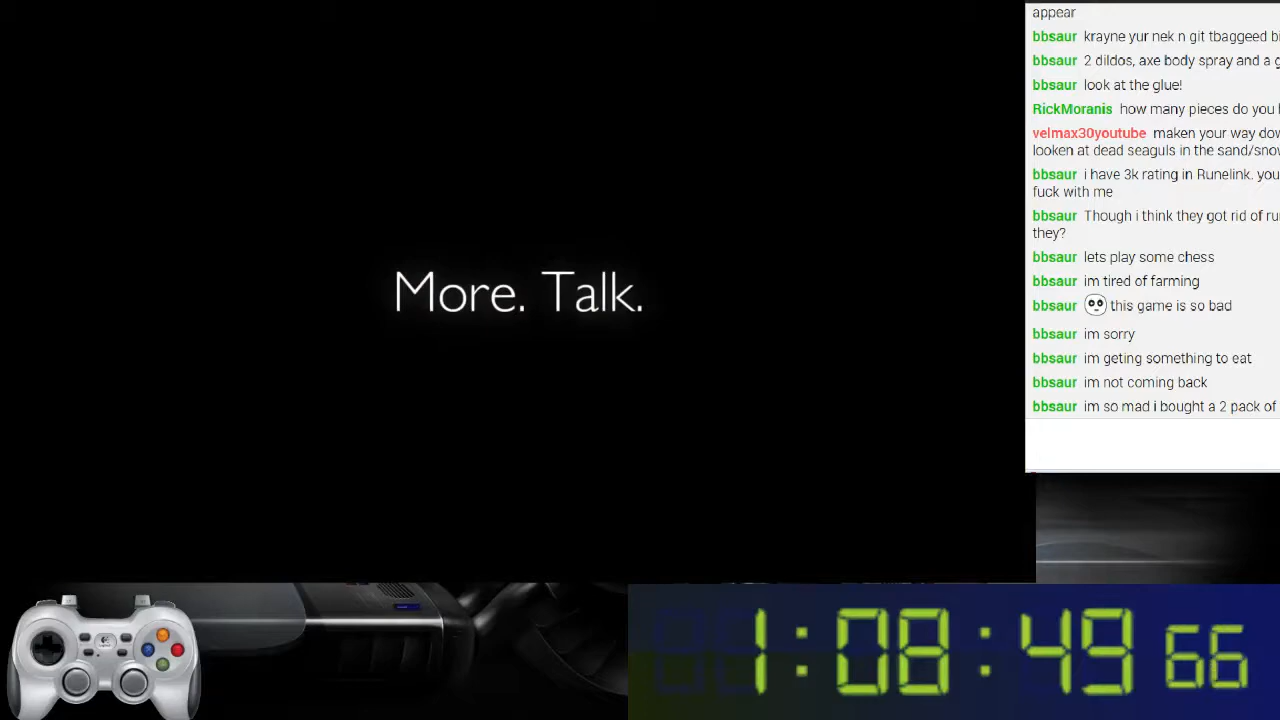 More. Talk.
appear
bbsaur krayne yur nek n git tbaggeed bi
bbsaur 2 dildos, axe body spray and a g
bbsaur look at the glue!
RickMoranis how many pieces do you
velmax30youtube maken your way dow
looken at dead seaguls in the sand/snow
bbsaur i have 3k rating in Runelink. you
fuck with me
bbsaur Though i think they got rid of ru
they?
bbsaur lets play some chess
bbsaur im tired of farming
bbsaur this game is so bad
bbsaur im sorry
bbsaur im geting something to eat
bbsaur im not coming back
bbsaur im so mad i bought a 2 pack of
1:08:49 66